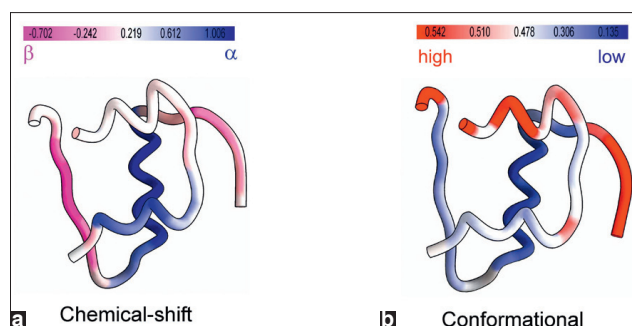 -0.702 -0.242 0.219 0.612 1.006
β α
a Chemical-shift
0.542 0.510 0.478 0.306 0.135
high low
b Conformational